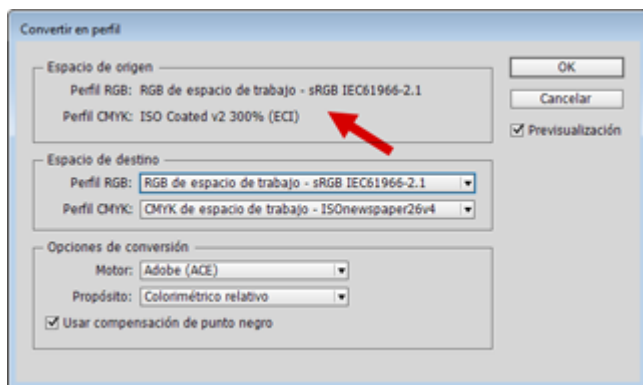 Convertir en perfil
Espacio de origen
Perfil RGB: RGB de espacio de trabajo - sRGB IEC61966-2.1
Perfil CMYK: ISO Coated v2 300% (ECI)
OK
Cancelar
Previsualización
Espacio de destino
Perfil RGB: RGB de espacio de trabajo - sRGB IEC61966-2.1
Perfil CMYK: CMYK de espacio de trabajo - ISOnewspaper26v4
Opciones de conversión
Motor: Adobe (ACE)
Propósito: Colorimétrico relativo
Usar compensación de punto negro